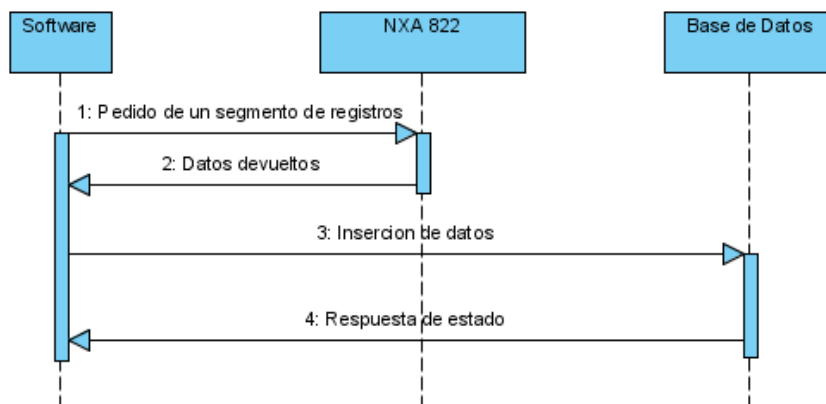 Software
NXA 822
Base de Datos
1: Pedido de un segmento de registros
2: Datos devueltos
3: Insercion de datos
4: Respuesta de estado